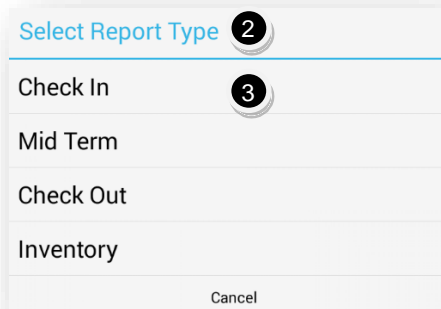 Select Report Type 2
Check In 3
Mid Term
Check Out
Inventory
Cancel